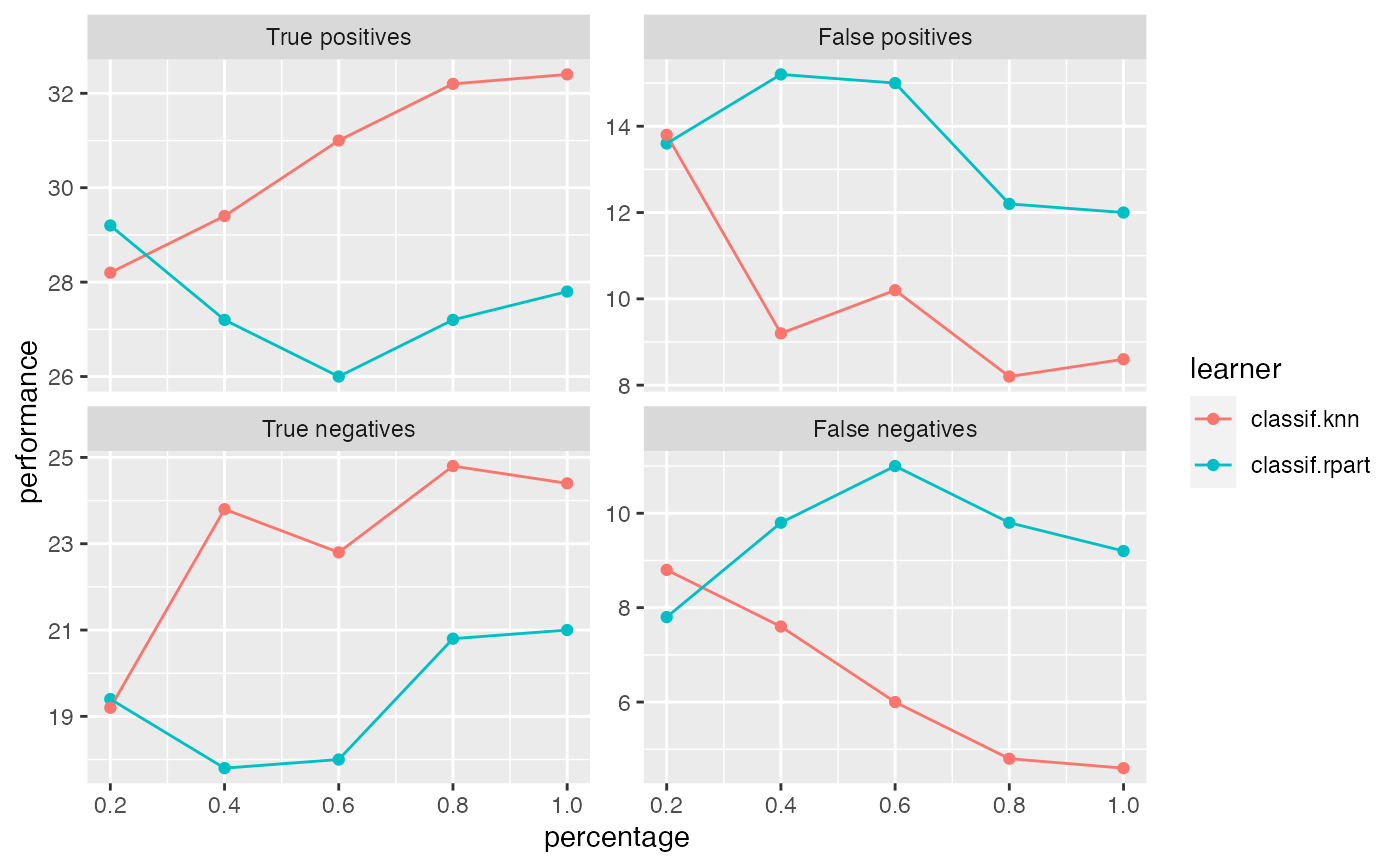 True positives
False positives
32
30
28
26
14
12
10
8
performance
True negatives
False negatives
25
23
21
19
10
8
6
0.2 0.4 0.6 0.8 1.0
0.2 0.4 0.6 0.8 1.0
percentage
learner
classif.knn
classif.rpart